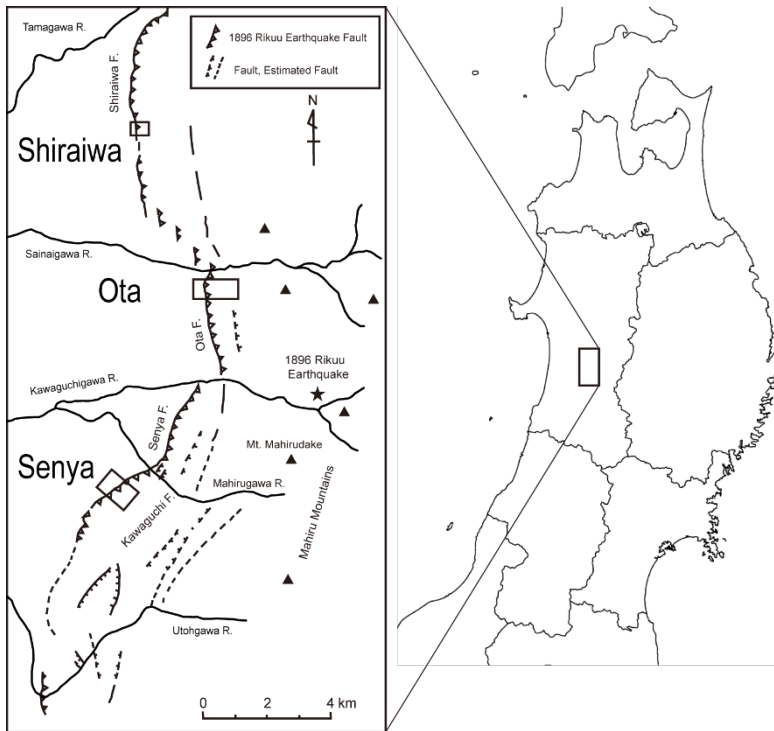 Tamagawa R.
1896 Rikuu Earthquake Fault
Fault, Estimated Fault
Shiraiwa F.
N
Shiraiwa
Sainaigawa R.
Ota
Ota F.
1896 Rikuu
Earthquake
Kawaguchigawa R.
Senya F.
Mt. Mahirudake
Senya
Mahirugawa R.
Kawaguchi F.
Mahiru Mountains
Utohgawa R.
0 2 4 km